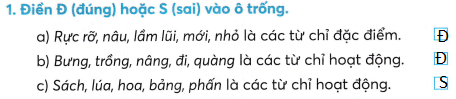 1. Điền Đ (đúng) hoặc S (sai) vào ô trống.
a) Rực rỡ, nâu, lầm lũi, mới, nhỏ là các từ chỉ đặc điểm. Đ
b) Bưng, trồng, nâng, đi, quàng là các từ chỉ hoạt động. Đ
c) Sách, lúa, hoa, bảng, phấn là các từ chỉ hoạt động. S